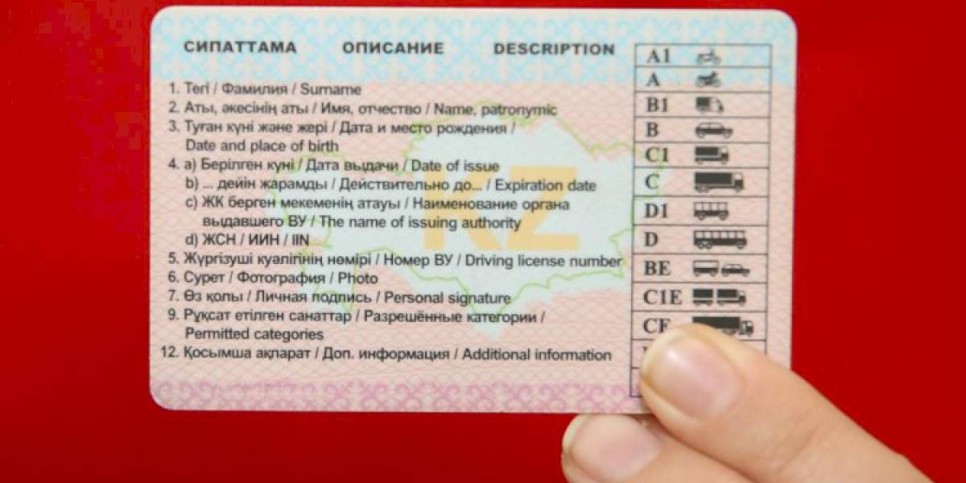 СИПАТТАМА ОПИСАНИЕ DESCRIPTION
1. Тегі / Фамилия / Surname
2. Аты, әкесінің аты / Имя, отчество / Name, patronymic
3. Туған күні және жері / Дата и место рождения /
Date and place of birth
4. a) Берілген күні / Дата выдачи / Date of issue
b) ... дейін жарамды / Действительно до... / Expiration date
c) ЖК берген мекеменің атауы / Наименование органа
выдавшего ВУ / The name of issuing authority
d) ЖСН / ИИН / IIN
5. Жүргізуші куәлігінің нөмірі / Номер ВУ / Driving license number
6. Сурет / Фотография / Photo
7. Өз қолы / Личная подпись / Personal signature
9. Рұқсат етілген санаттар / Разрешённые категории /
Permitted categories
12. Қосымша ақпарат / Доп. информация / Additional information
KZ
A1
A
B1
B
C1
C
D1
D
BE
C1E
CE